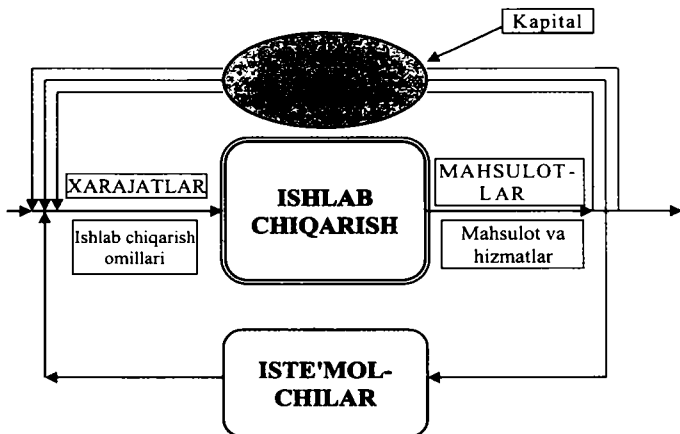 Kapital
XARAJATLAR
Ishlab chiqarish
omillari
ISHLAB
CHIQARISH
MAHSULOT-
LAR
Mahsulot va
hizmatlar
ISTE'MOL-
CHILAR